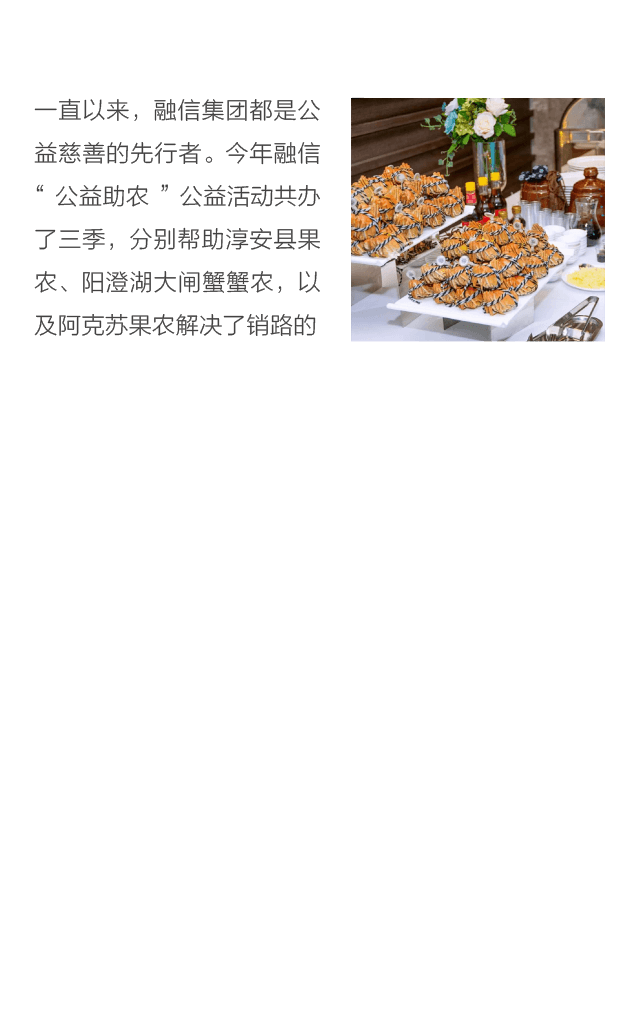 一直以来，融信集团都是公
益慈善的先行者。今年融信
“ 公益助农 ” 公益活动共办
了三季，分别帮助淳安县果
农、阳澄湖大闸蟹蟹农，以
及阿克苏果农解决了销路的